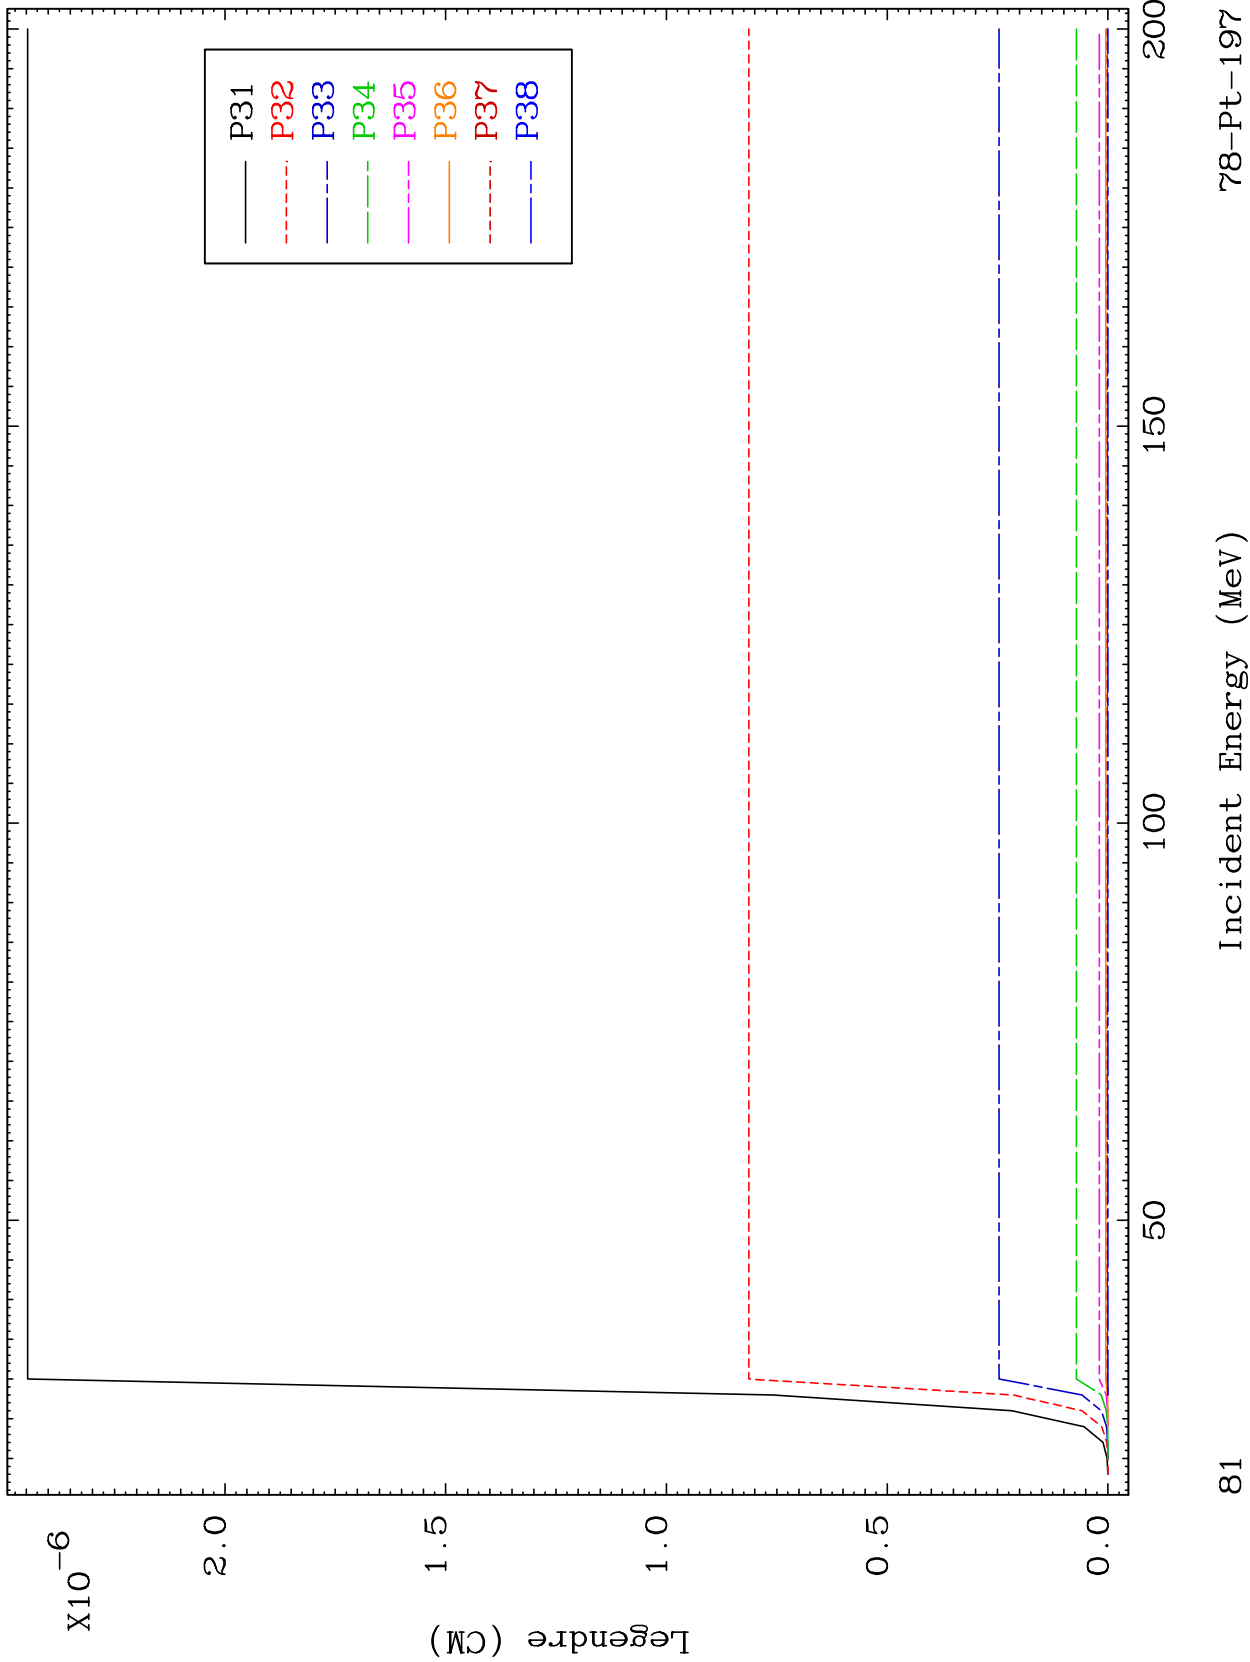 X10-6
Legendre (CM)
2.0
1.5
1.0
0.5
0.0
P31
P32
P33
P34
P35
P36
P37
P38
50
100
150
200
81
Incident Energy (MeV)
78-Pt-197